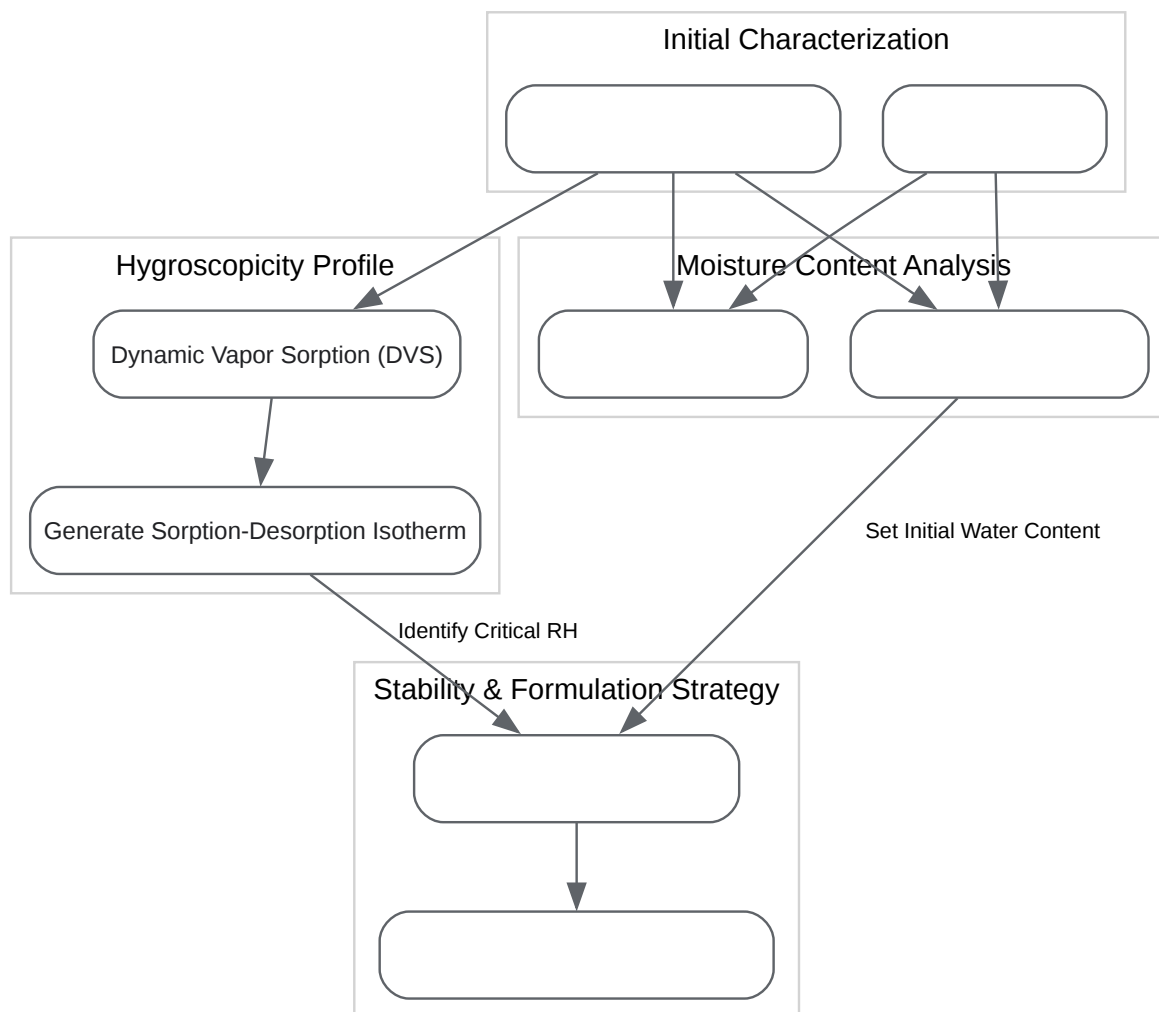 Initial Characterization
Hygroscopicity Profile
Moisture Content Analysis
Dynamic Vapor Sorption (DVS)
Generate Sorption-Desorption Isotherm
Set Initial Water Content
Identify Critical RH
Stability & Formulation Strategy